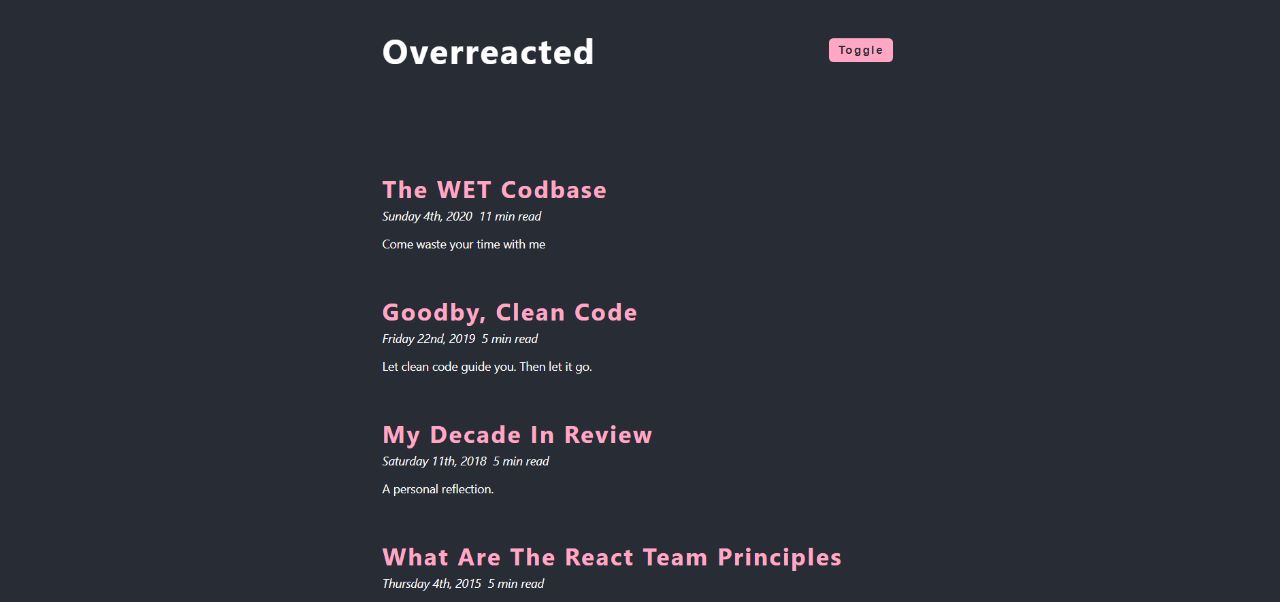 Overreacted
Toggle
The WET Codbase
Sunday 4th, 2020 11 min read
Come waste your time with me
Goodby, Clean Code
Friday 22nd, 2019 5 min read
Let clean code guide you. Then let it go.
My Decade In Review
Saturday 11th, 2018 5 min read
A personal reflection.
What Are The React Team Principles
Thursday 4th, 2015 5 min read